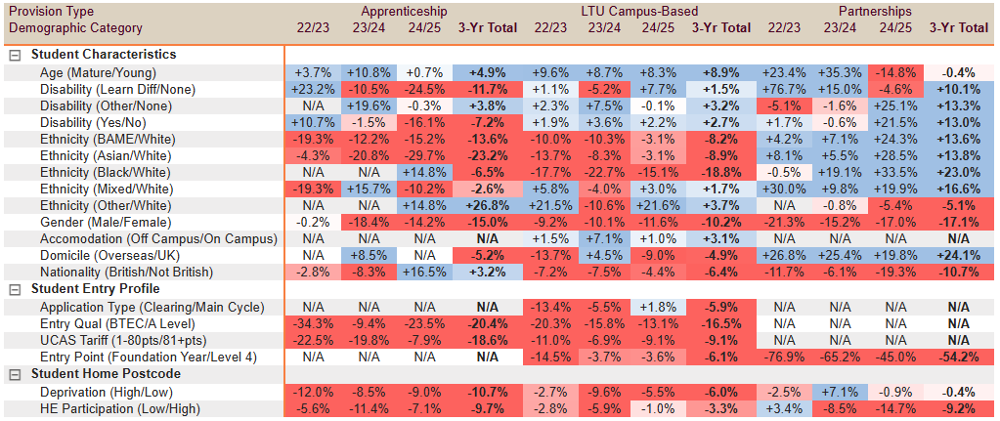 Provision Type Apprenticeship LTU Campus-Based Partnerships
Demographic Category 22/23 23/24 24/25 3-Yr Total 22/23 23/24 24/25 3-Yr Total 22/23 23/24 24/25 3-Yr Total
Student Characteristics
Age (Mature/Young) +3.7% +10.8% +0.7% +4.9% +9.6% +8.7% +8.3% +8.9% +23.4% +35.3% -14.8% -0.4%
Disability (Learn Diff/None) +23.2% -10.5% -24.5% -11.7% +1.1% -5.2% +7.7% +1.5% +76.7% +15.0% -4.6% +10.1%
Disability (Other/None) N/A +19.6% -0.3% +3.8% +2.3% +7.5% -0.1% +3.2% -5.1% -1.6% +25.1% +13.3%
Disability (Yes/No) +10.7% -1.5% -16.1% -7.2% +1.9% +3.6% +2.2% +2.7% +1.7% -0.6% +21.5% +13.0%
Ethnicity (BAME/White) -19.3% -12.2% -15.2% -13.6% -10.0% -10.3% -3.1% -8.2% +4.2% +7.1% +24.3% +13.6%
Ethnicity (Asian/White) -4.3% -20.8% -29.7% -23.2% -13.7% -8.3% -3.1% -8.9% +8.1% +5.5% +28.5% +13.8%
Ethnicity (Black/White) N/A N/A +14.8% -6.5% -17.7% -22.7% -15.1% -18.8% -0.5% +19.1% +33.5% +23.0%
Ethnicity (Mixed/White) -19.3% +15.7% -10.2% -2.6% +5.8% -4.0% +3.0% +1.7% +30.0% +9.8% +19.9% +16.6%
Ethnicity (Other/White) N/A N/A +14.8% +26.8% +21.5% -10.6% +21.6% +3.7% N/A -0.8% -5.4% -5.1%
Gender (Male/Female) -0.2% -18.4% -14.2% -15.0% -9.2% -10.1% -11.6% -10.2% -21.3% -15.2% -17.0% -17.1%
Accomodation (Off Campus/On Campus) N/A N/A N/A N/A +1.5% +7.1% +1.0% +3.1% N/A N/A N/A N/A
Domicile (Overseas/UK) N/A +8.5% N/A -5.2% -13.7% +4.5% -9.0% -4.9% +26.8% +25.4% +19.8% +24.1%
Nationality (British/Not British) -2.8% -8.3% +16.5% +3.2% -7.2% -7.5% -4.4% -6.4% -11.7% -6.1% -19.3% -10.7%
Student Entry Profile
Application Type (Clearing/Main Cycle) N/A N/A N/A N/A -13.4% -5.5% +1.8% -5.9% N/A N/A N/A N/A
Entry Qual (BTEC/A Level) -34.3% -9.4% -23.5% -20.4% -20.3% -15.8% -13.1% -16.5% N/A N/A N/A N/A
UCAS Tariff (1-80pts/81+pts) -22.5% -19.8% -7.9% -18.6% -11.0% -6.9% -9.1% -9.1% N/A N/A N/A N/A
Entry Point (Foundation Year/Level 4) N/A N/A N/A N/A -14.5% -3.7% -3.6% -6.1% -76.9% -65.2% -45.0% -54.2%
Student Home Postcode
Deprivation (High/Low) -12.0% -8.5% -9.0% -10.7% -2.7% -9.6% -5.5% -6.0% -2.5% +7.1% -0.9% -0.4%
HE Participation (Low/High) -5.6% -11.4% -7.1% -9.7% -2.8% -5.9% -1.0% -3.3% +3.4% -8.5% -14.7% -9.2%